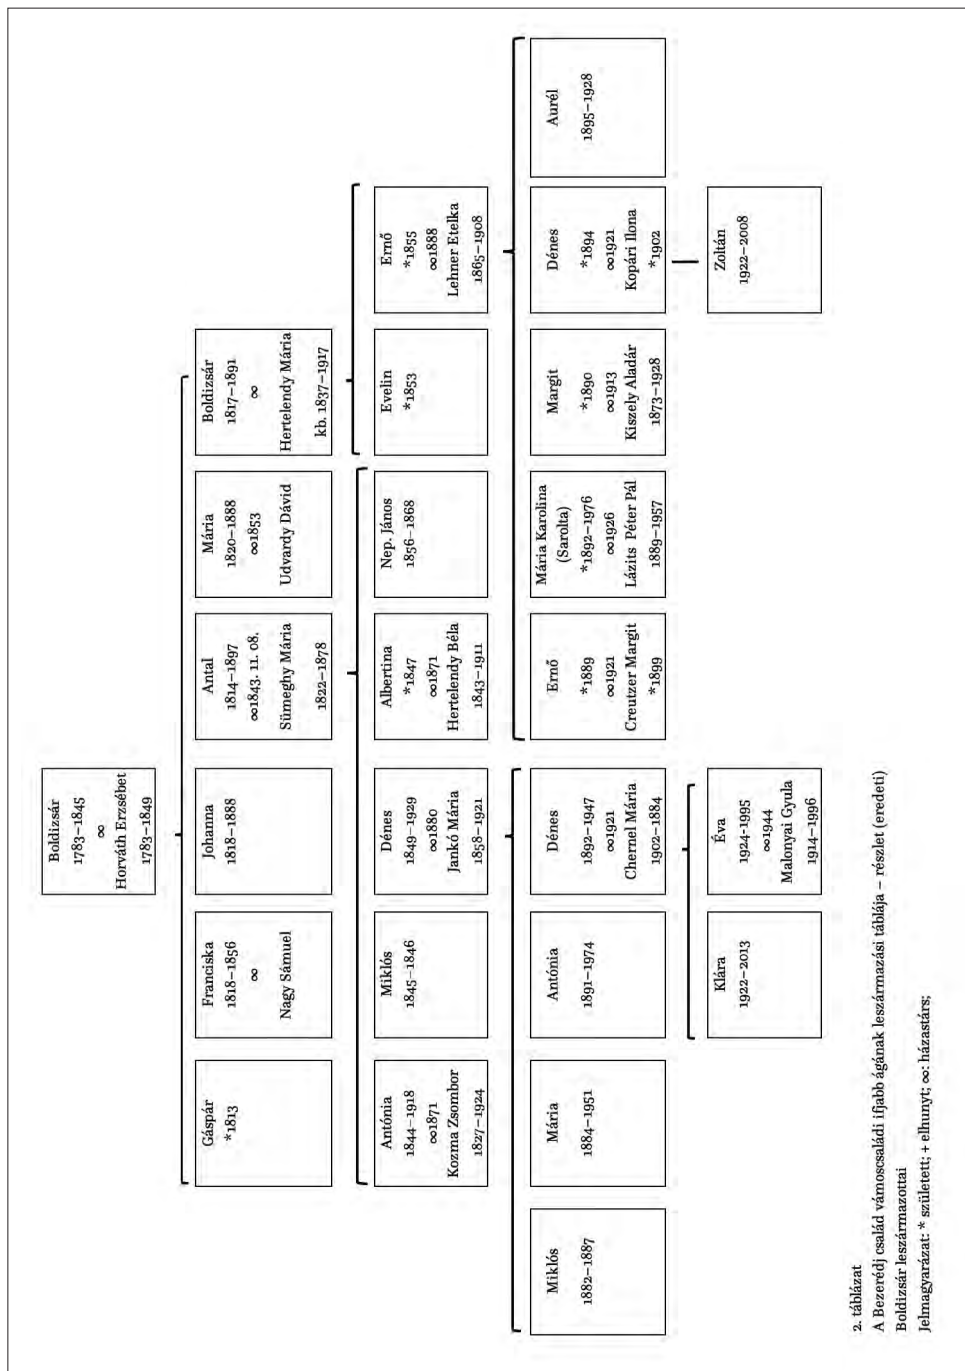 Boldizsár
1783–1845
∞
Horváth Erzsébet
1783–1849
Gáspár
*1813
Franciska
1818–1856
∞
Nagy Sámuel
Johanna
1818–1888
Antal
1814–1897
∞1843. 11. 08.
Sümeghy Mária
1822–1878
Mária
1820–1888
∞1853
Udvardy Dávid
Boldizsár
1817–1891
∞
Hertelendy Mária
kb. 1837–1917
Antónia
1844–1918
∞1871
Kozma Zsombor
1827–1924
Miklós
1845–1846
Dénes
1849–1929
∞1880
Jankó Mária
1858–1921
Albertina
*1847
∞1871
Hertelendy Béla
1843–1911
Nep. János
1856–1868
Evelin
*1853
Ernő
*1855
∞1888
Lehner Etelka
1865–1908
Miklós
1882–1887
Mária
1884–1951
Antónia
1891–1974
Dénes
1892–1947
∞1921
Chernel Mária
1902–1884
Ernő
*1889
∞1921
Creutzer Margit
*1899
Mária Karolina
(Sarolta)
*1892–1976
∞1926
Lázits Péter Pál
1889–1957
Margit
*1890
∞1913
Kiszely Aladár
1873–1928
Dénes
*1894
∞1921
Kopári Ilona
*1902
Aurél
1895–1928
Klára
1922–2013
Éva
1924-1995
∞1944
Malonyai Gyula
1914–1996
Zoltán
1922–2008
2. táblázat
A Bezerédj család vámoscsaládi ifjabb ágának leszármazási táblája – részlet (eredeti)
Boldizsár leszármazottai
Jelmagyarázat: * született; + elhunyt; ∞: házastárs;